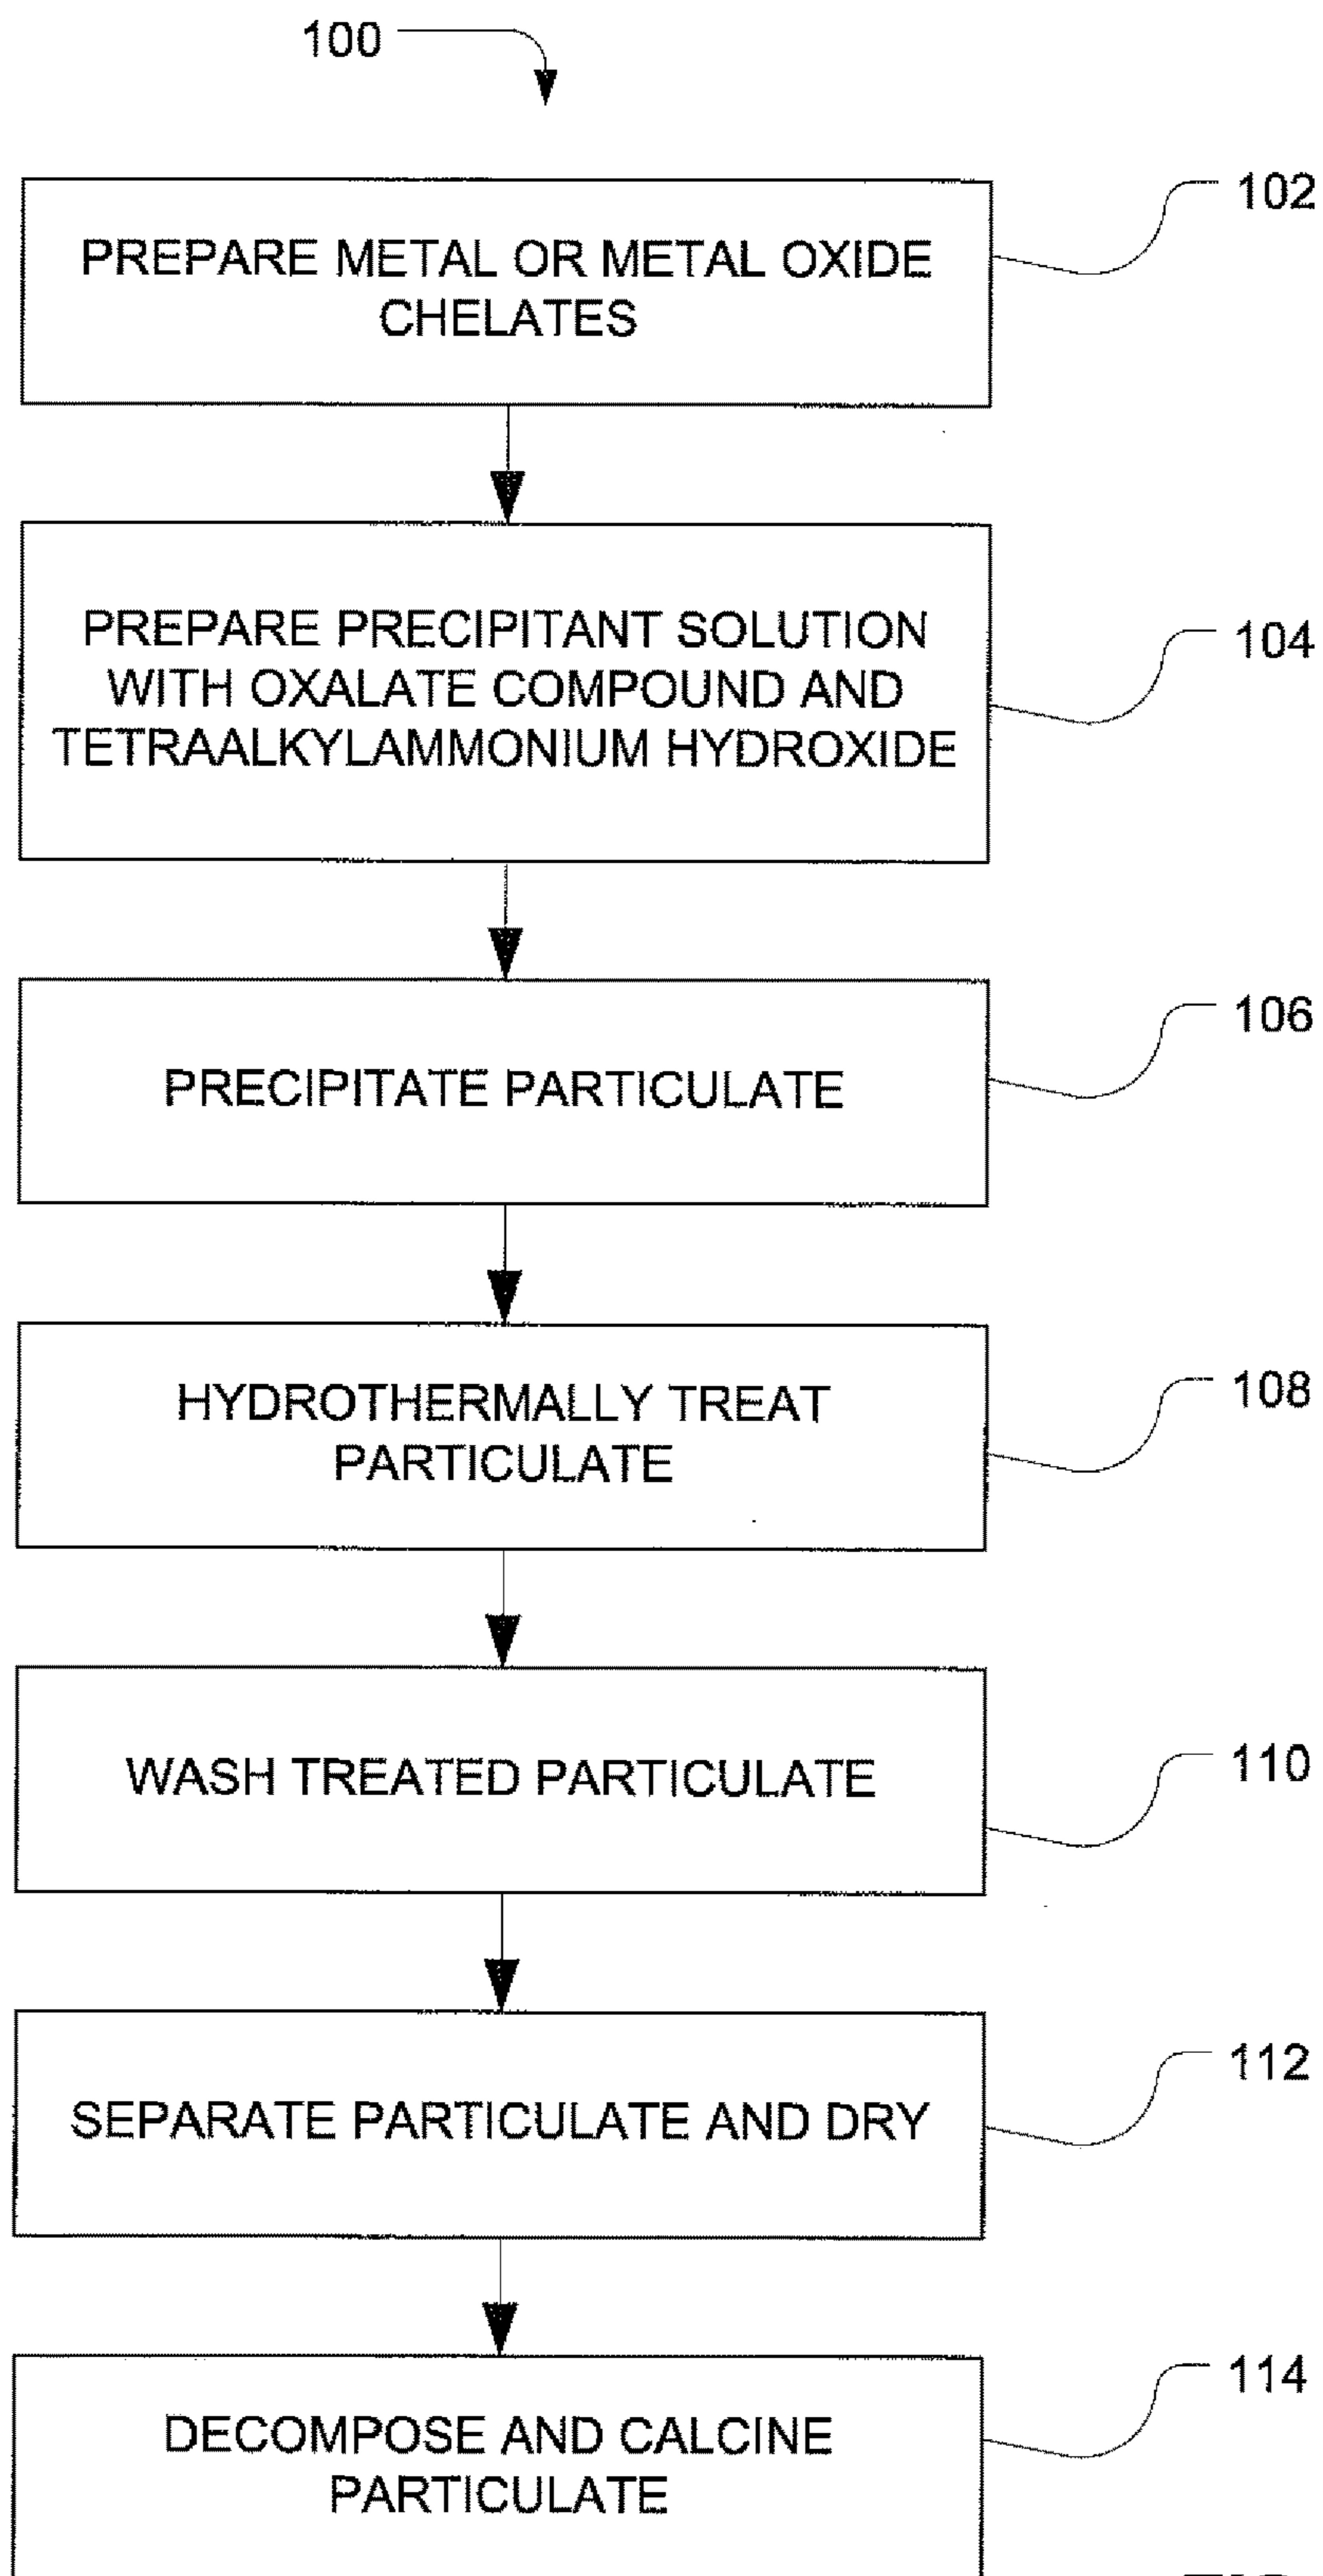 100
PREPARE METAL OR METAL OXIDE
CHELATES
102
PREPARE PRECIPITANT SOLUTION
WITH OXALATE COMPOUND AND
TETRAALKYLAMMONIUM HYDROXIDE
104
PRECIPITATE PARTICULATE
106
HYDROTHERMALLY TREAT
PARTICULATE
108
WASH TREATED PARTICULATE
110
SEPARATE PARTICULATE AND DRY
112
DECOMPOSE AND CALCINE
PARTICULATE
114